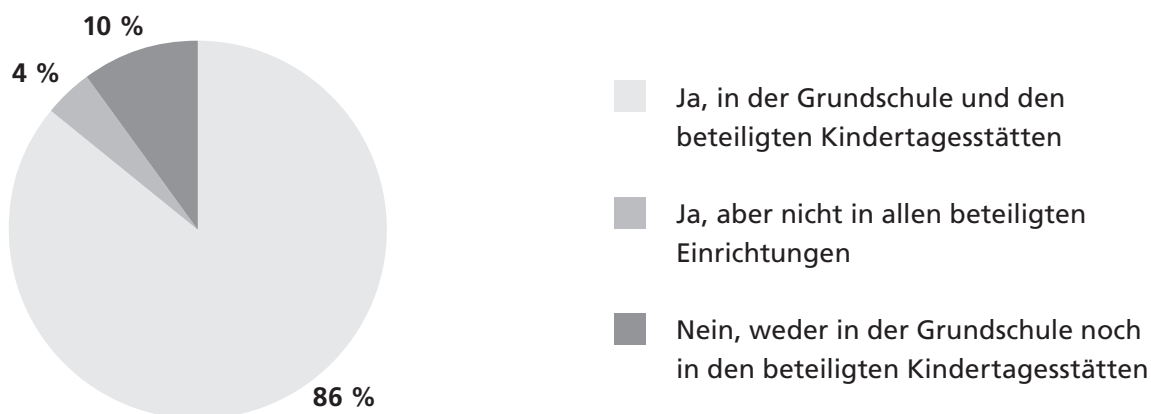 10 %
4 %
86 %
Ja, in der Grundschule und den
beteiligten Kindertagesstätten
Ja, aber nicht in allen beteiligten
Einrichtungen
Nein, weder in der Grundschule noch
in den beteiligten Kindertagesstätten